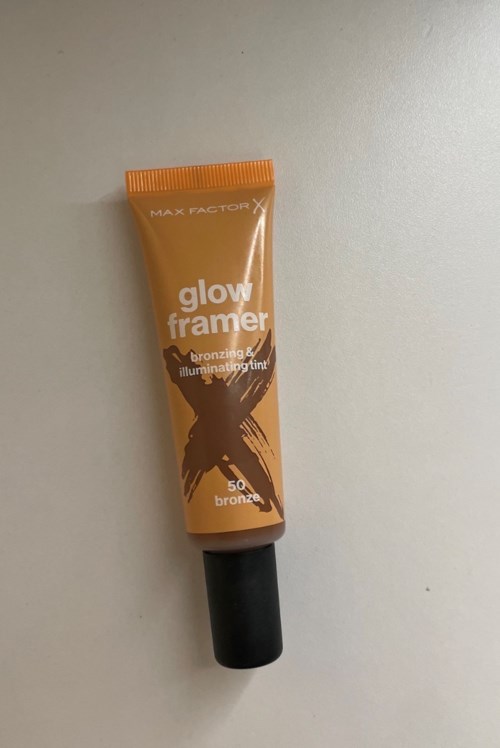 MAX FACTOR X
glow
framer
bronzing &
illuminating tint
50
bronze